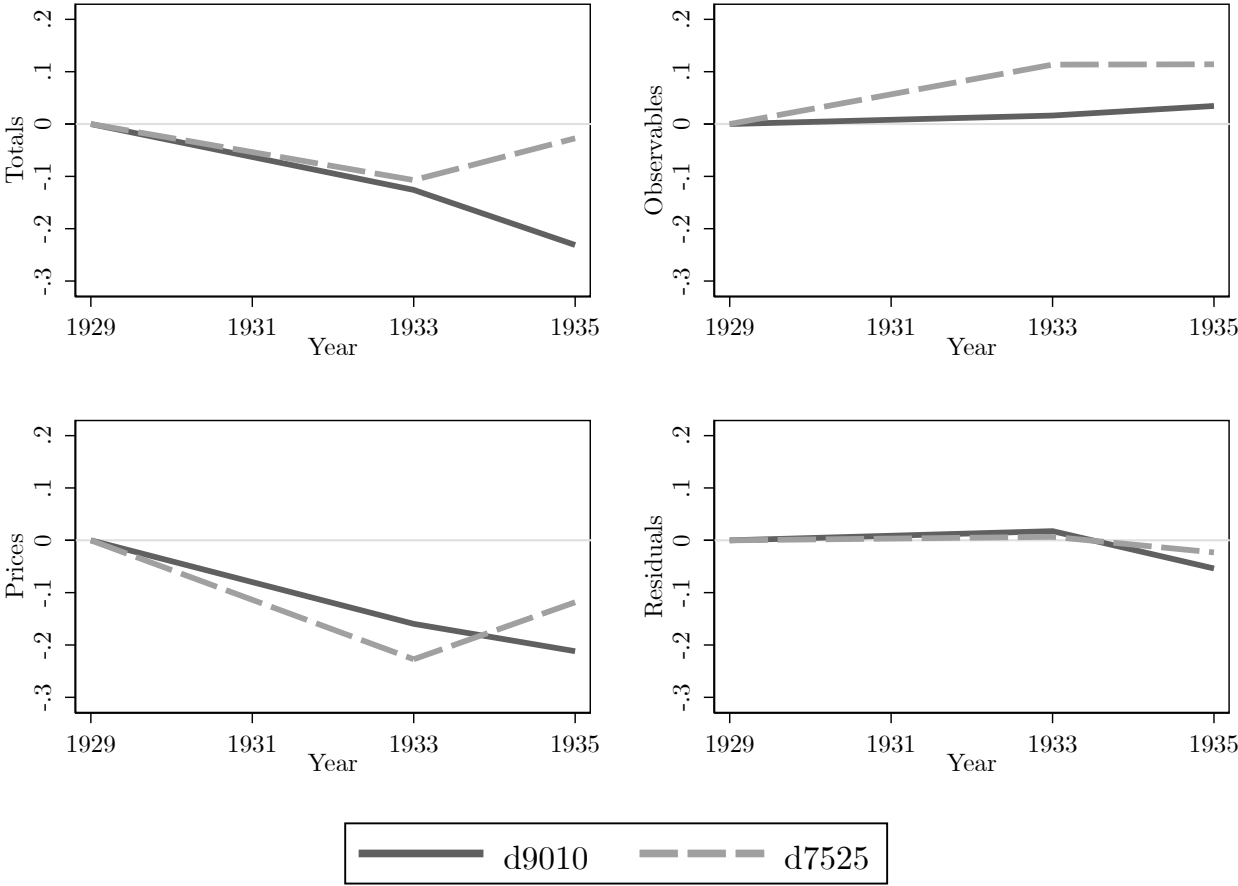 Totals
.2
.1
0
-.1
-.2
-.3
1929 1931 1933 1935
Year
Observables
.2
.1
0
-.1
-.2
-.3
1929 1931 1933 1935
Year
Prices
.2
.1
0
-.1
-.2
-.3
1929 1931 1933 1935
Year
Residuals
.2
.1
0
-.1
-.2
-.3
1929 1931 1933 1935
Year
d9010 d7525